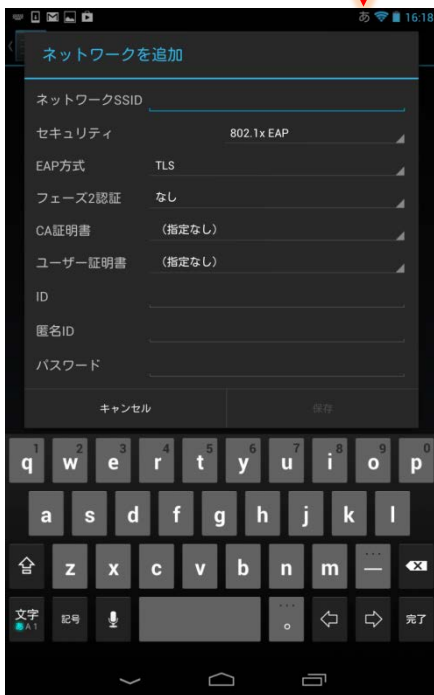 あ 16:18
ネットワークを追加
ネットワークSSID
セキュリティ 802.1x EAP
EAP方式 TLS
フェーズ2認証 なし
CA証明書 (指定なし)
ユーザー証明書 (指定なし)
ID
匿名ID
パスワード
キャンセル 保存
1 2 3 4 5 6 7 8 9 0
q w e r t y u i o p
a s d f g h j k l
z x c v b n m —
文字 A 1 記号 。 完了